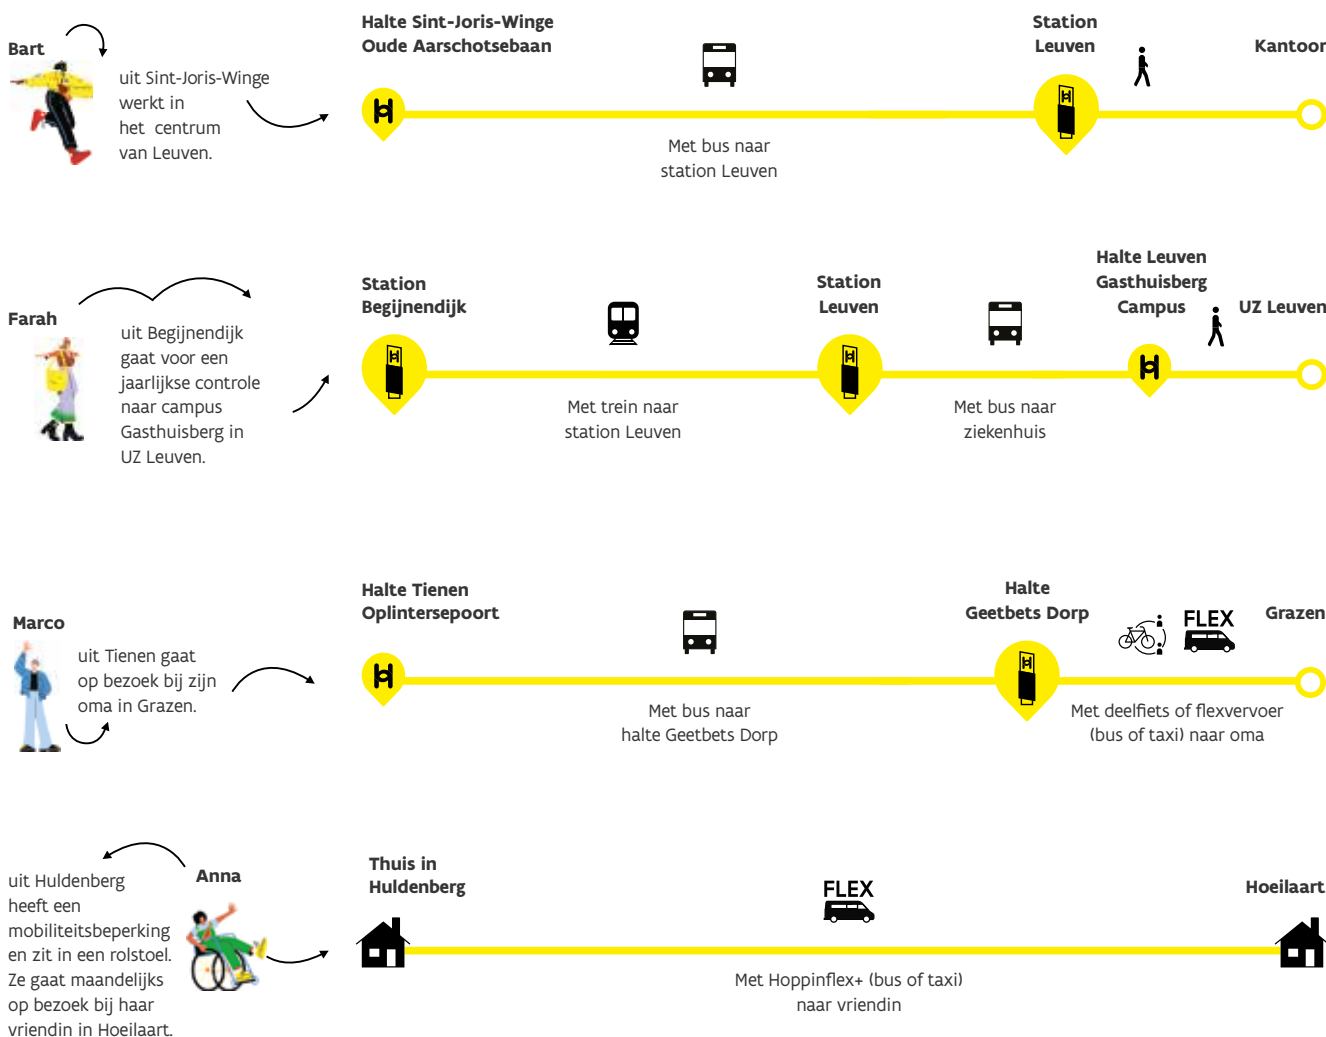 Bart
uit Sint-Joris-Winge
werkt in
het centrum
van Leuven.
Halte Sint-Joris-Winge
Oude Aarschotsebaan
Met bus naar
station Leuven
Station
Leuven
Kantoor
Farah
uit Begijnendijk
gaat voor een
jaarlijkse controle
naar campus
Gasthuisberg in
UZ Leuven.
Station
Begijnendijk
Met trein naar
station Leuven
Station
Leuven
Met bus naar
ziekenhuis
Halte Leuven
Gasthuisberg
Campus
UZ Leuven
Marco
uit Tienen gaat
op bezoek bij zijn
oma in Grazen.
Halte Tienen
Oplintersepoort
Met bus naar
halte Geetbets Dorp
Halte
Geetbets Dorp
FLEX
Met deelfiets of flexvervoer
(bus of taxi) naar oma
Grazen
Anna
uit Huldenberg
heeft een
mobiliteitsbeperking
en zit in een rolstoel.
Ze gaat maandelijks
op bezoek bij haar
vriendin in Hoeilaart.
Thuis in
Huldenberg
FLEX
Met Hoppinflex+ (bus of taxi)
naar vriendin
Hoeilaart